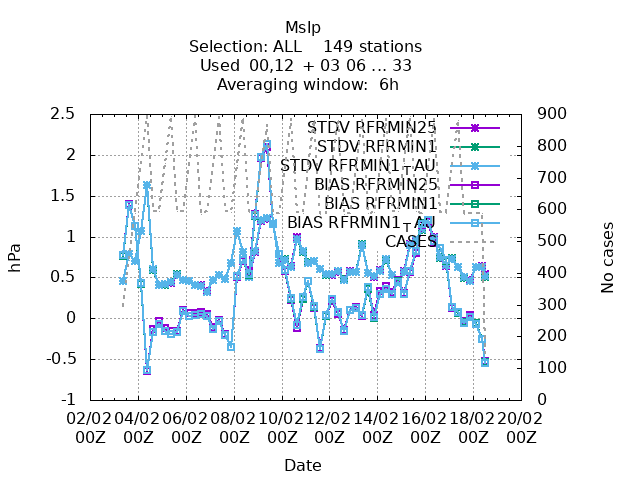 Mslp
Selection: ALL 149 stations
Used 00,12 + 03 06 ... 33
Averaging window: 6h
2.5 900
STDV RFRMIN25
800
STDV RFRMIN1
2
STDV RFRMIN1_AU
700
BIAS RFRMIN25
1.5
BIAS RFRMIN1
600
BIAS RFRMIN1_AU
1 500
CASES
hPa
No cases
0.5 400
300
0
200
-0.5
100
-1 0
02/02 04/02 06/02 08/02 10/02 12/02 14/02 16/02 18/02 20/02
00Z 00Z 00Z 00Z 00Z 00Z 00Z 00Z 00Z 00Z
Date